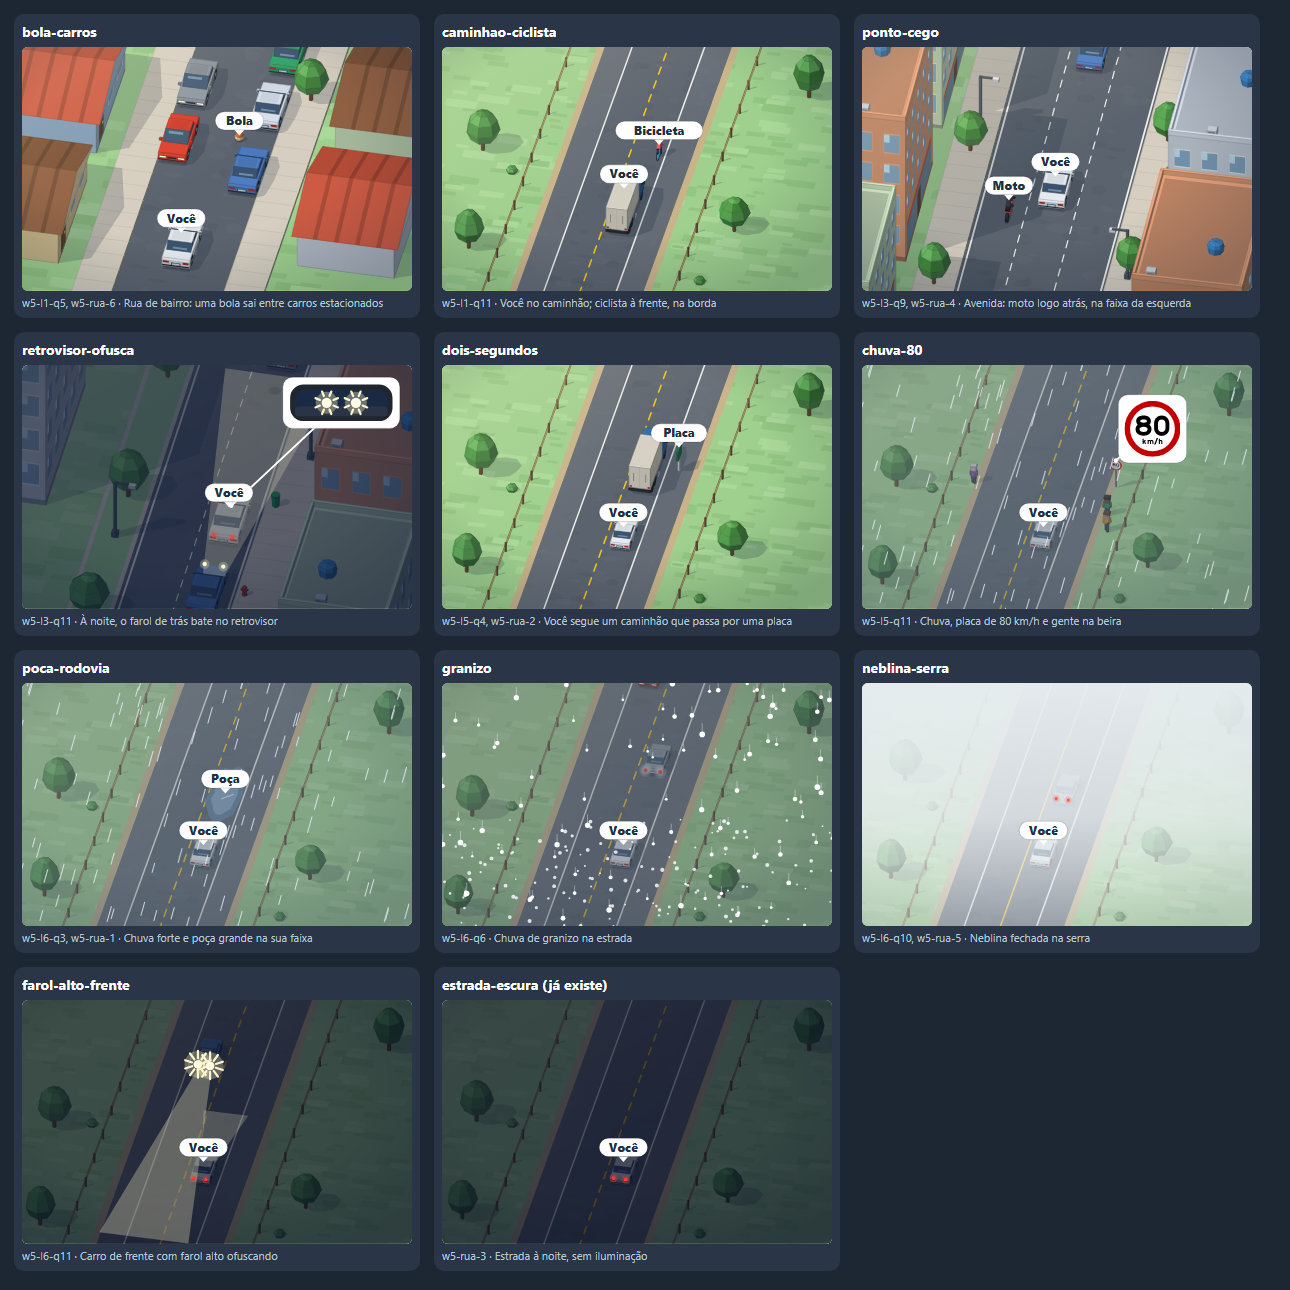 bola-carros
Bola
Você
w5-l1-q5, w5-rua-6 · Rua de bairro: uma bola sai entre carros estacionados
caminhao-ciclista
Bicicleta
Você
w5-l1-q11 · Você no caminhão; ciclista à frente, na borda
ponto-cego
Você
Moto
w5-l3-q9, w5-rua-4 · Avenida: moto logo atrás, na faixa da esquerda
retrovisor-ofusca
Você
w5-l3-q11 · À noite, o farol de trás bate no retrovisor
dois-segundos
Placa
Você
w5-l5-q4, w5-rua-2 · Você segue um caminhão que passa por uma placa
chuva-80
80
km/h
Você
w5-l5-q11 · Chuva, placa de 80 km/h e gente na beira
poca-rodovia
Poça
Você
w5-l6-q3, w5-rua-1 · Chuva forte e poça grande na sua faixa
granizo
Você
w5-l6-q6 · Chuva de granizo na estrada
neblina-serra
Você
w5-l6-q10, w5-rua-5 · Neblina fechada na serra
farol-alto-frente
Você
w5-l6-q11 · Carro de frente com farol alto ofuscando
estrada-escura (já existe)
Você
w5-rua-3 · Estrada à noite, sem iluminação